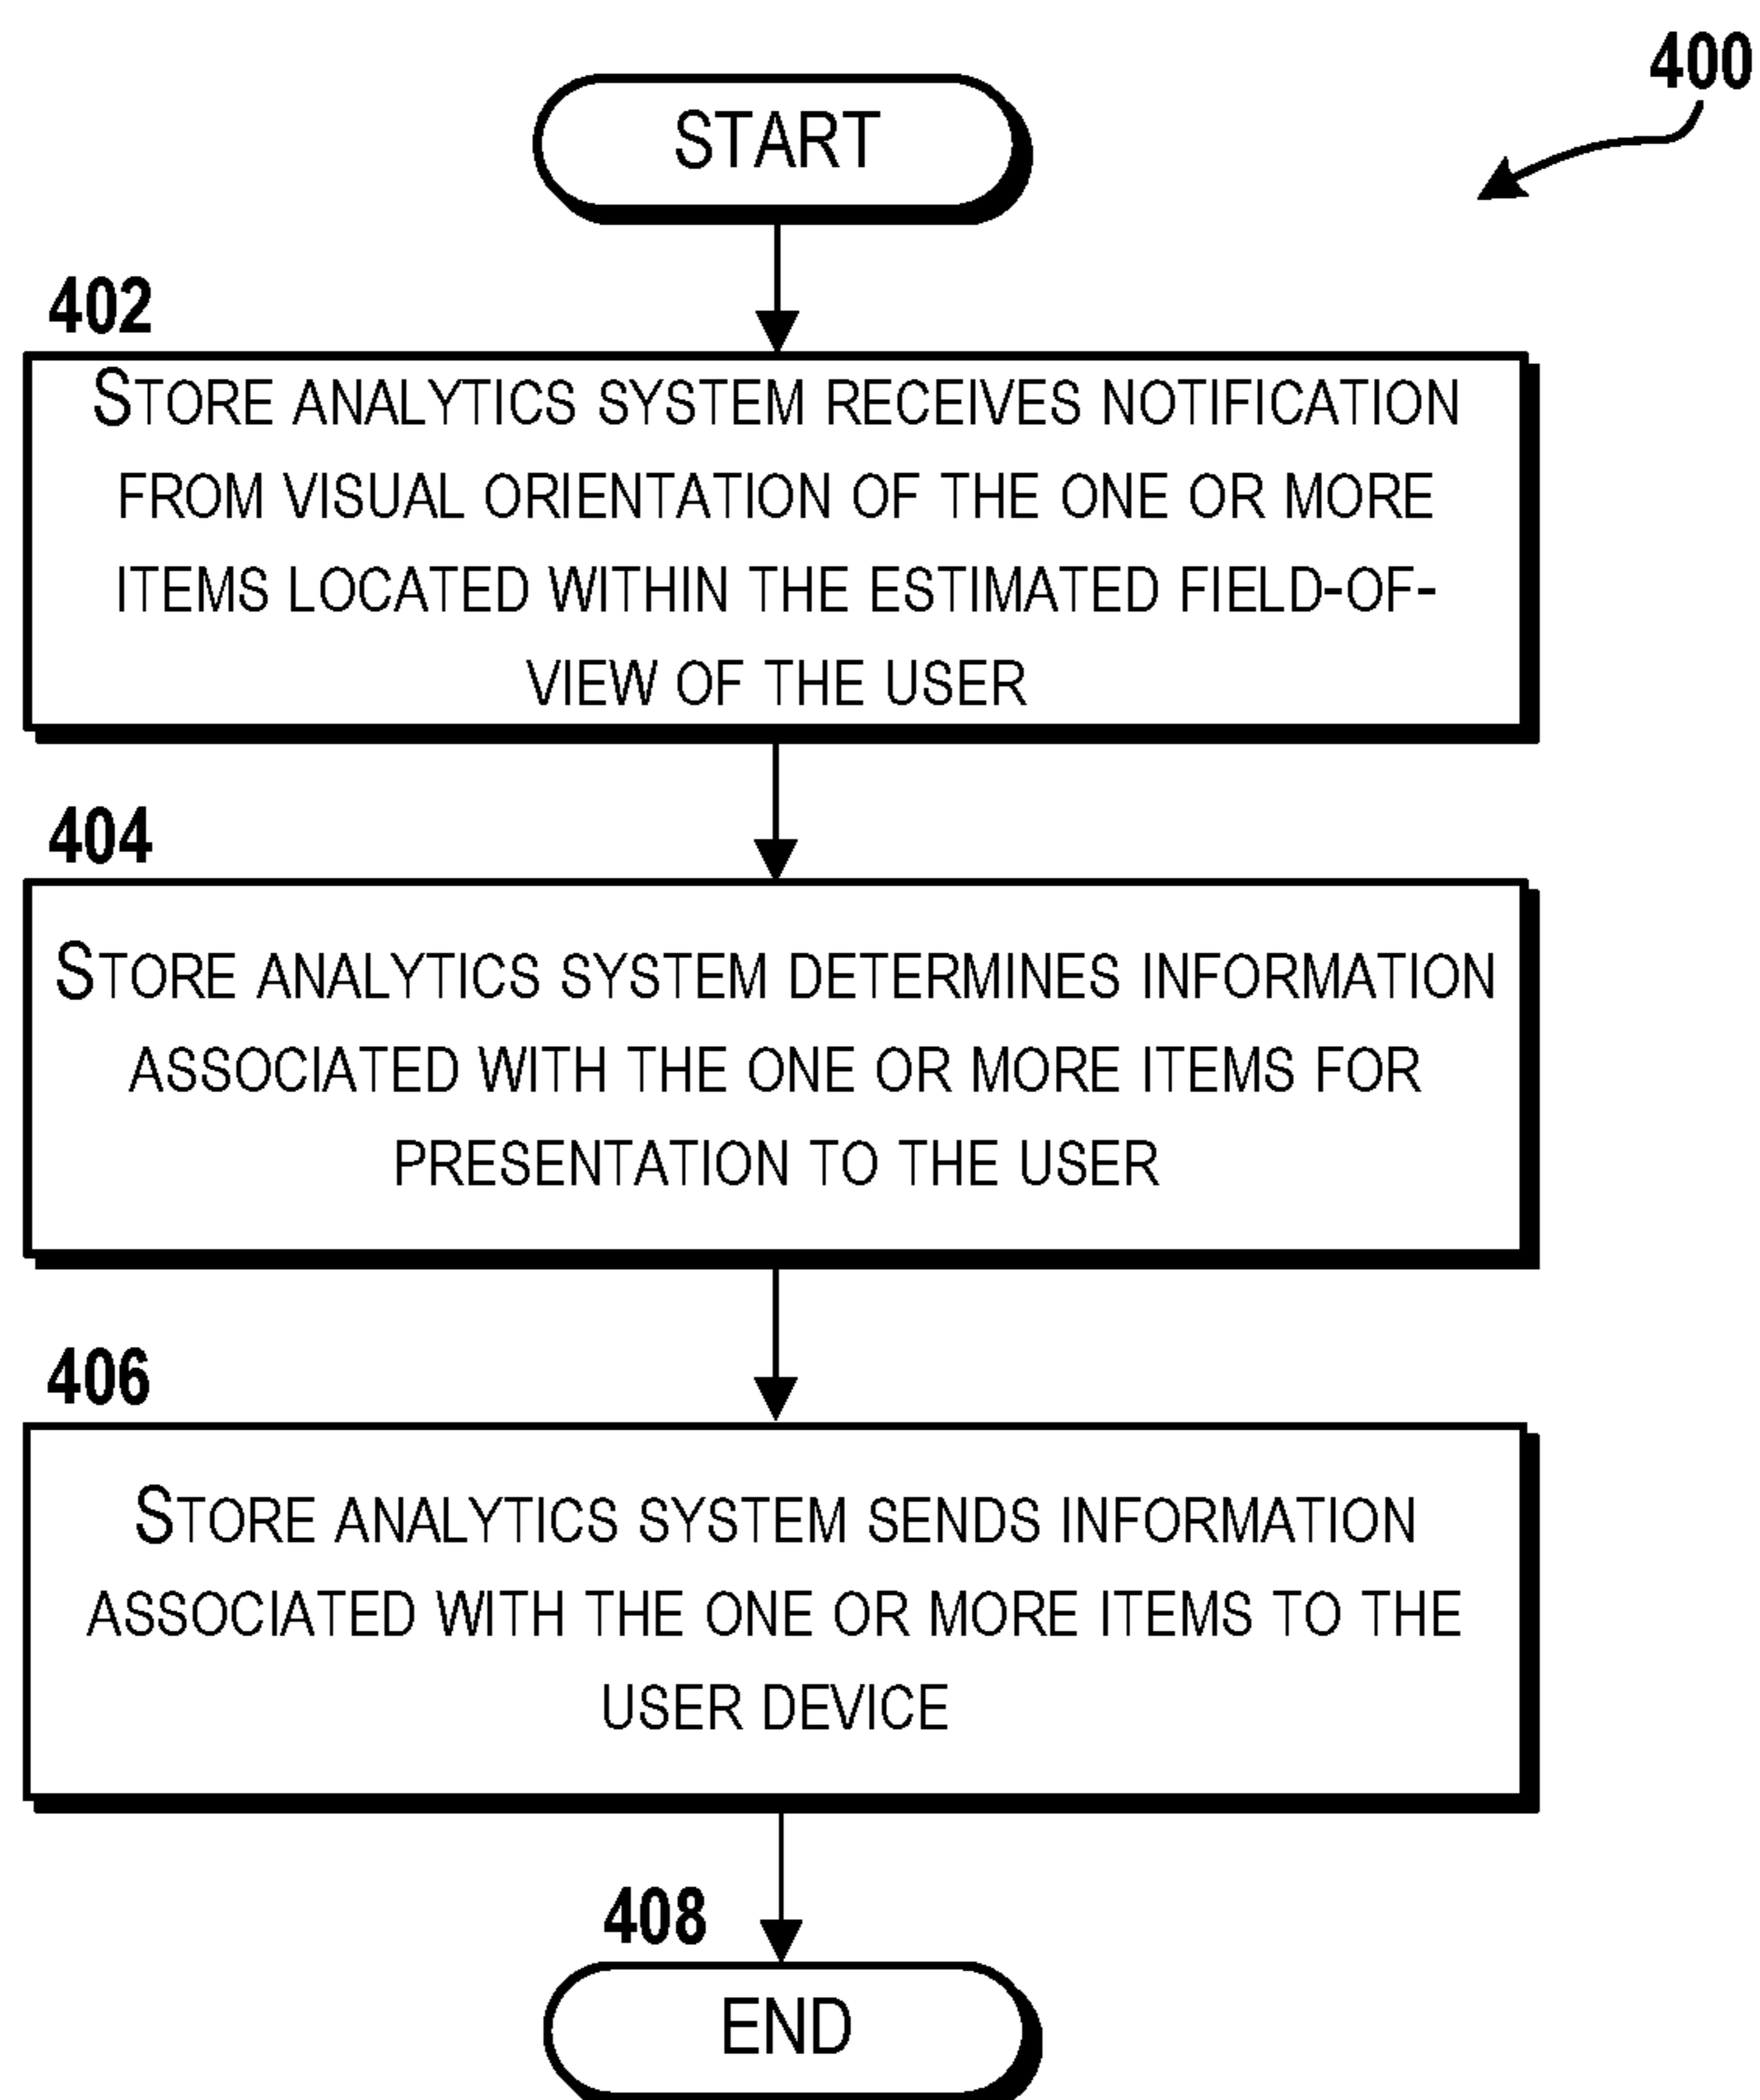 400
START
402
STORE ANALYTICS SYSTEM RECEIVES NOTIFICATION
FROM VISUAL ORIENTATION OF THE ONE OR MORE
ITEMS LOCATED WITHIN THE ESTIMATED FIELD-OF-
VIEW OF THE USER
404
STORE ANALYTICS SYSTEM DETERMINES INFORMATION
ASSOCIATED WITH THE ONE OR MORE ITEMS FOR
PRESENTATION TO THE USER
406
STORE ANALYTICS SYSTEM SENDS INFORMATION
ASSOCIATED WITH THE ONE OR MORE ITEMS TO THE
USER DEVICE
408
END